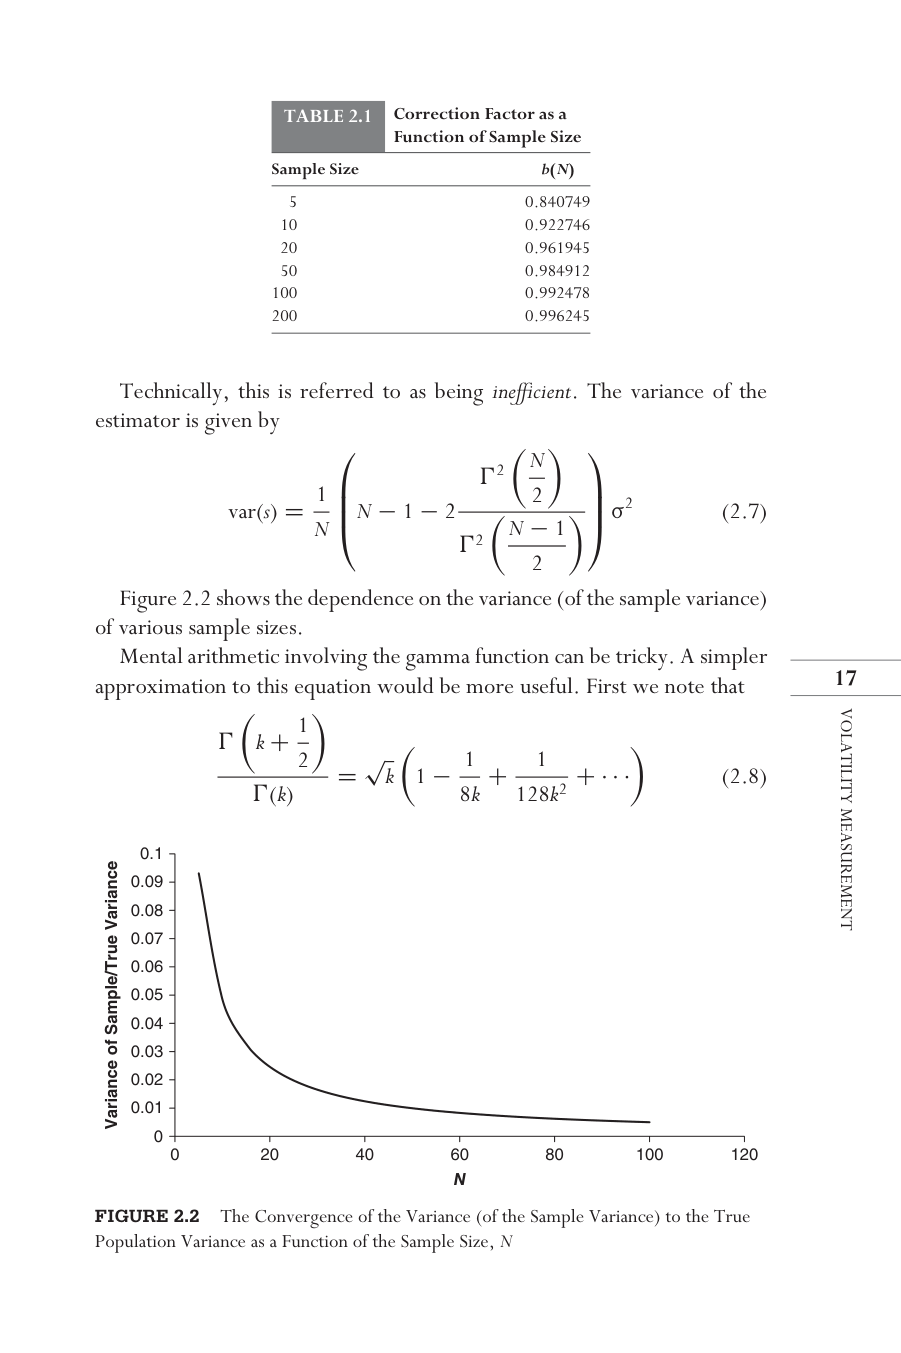 TABLE 2.1 Correction Factor as a
Function of Sample Size
Sample Size b(N)
5 0.840749
10 0.922746
20 0.961945
50 0.984912
100 0.992478
200 0.996245
Technically, this is referred to as being inefficient. The variance of the
estimator is given by
var(s) = 1/N ( N − 1 − 2 Γ² (N/2) / Γ² ((N − 1)/2) ) σ² (2.7)
Figure 2.2 shows the dependence on the variance (of the sample variance)
of various sample sizes.
Mental arithmetic involving the gamma function can be tricky. A simpler
approximation to this equation would be more useful. First we note that
Γ (k + 1/2) / Γ(k) = √k ( 1 − 1/8k + 1/128k² + · · · ) (2.8)
17
VOLATILITY MEASUREMENT
Variance of Sample/True Variance
0.1
0.09
0.08
0.07
0.06
0.05
0.04
0.03
0.02
0.01
0
0 20 40 60 80 100 120
N
FIGURE 2.2 The Convergence of the Variance (of the Sample Variance) to the True
Population Variance as a Function of the Sample Size, N